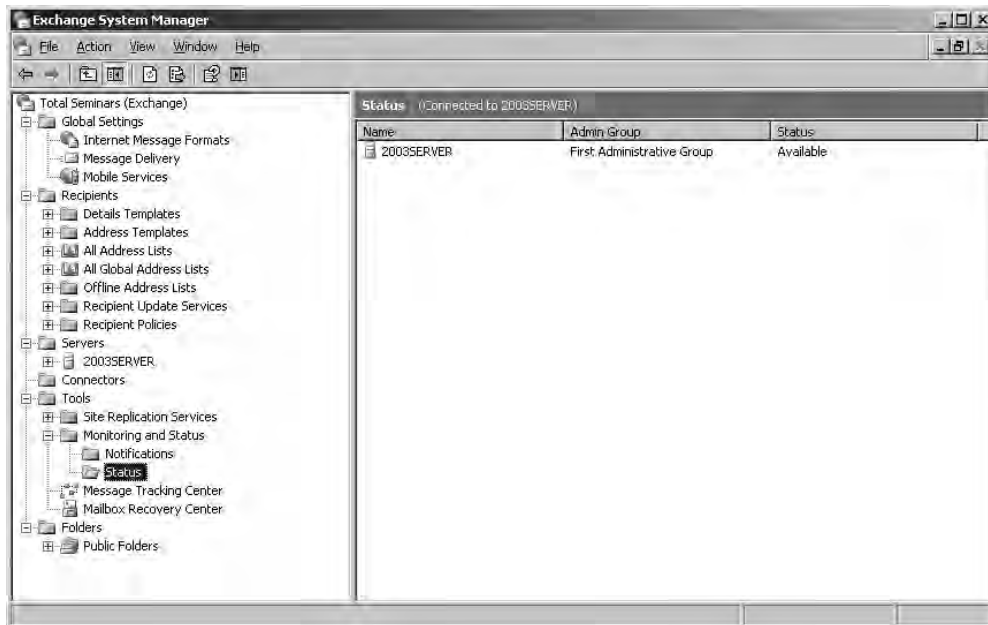 Exchange System Manager
File Action View Window Help
Total Seminars (Exchange)
Global Settings
Internet Message Formats
Message Delivery
Mobile Services
Recipients
Details Templates
Address Templates
All Address Lists
All Global Address Lists
Offline Address Lists
Recipient Update Services
Recipient Policies
Servers
2003SERVER
Connectors
Tools
Site Replication Services
Monitoring and Status
Notifications
Status
Message Tracking Center
Mailbox Recovery Center
Folders
Public Folders
Status (Connected to 2003SERVER)
Name Admin Group Status
2003SERVER First Administrative Group Available